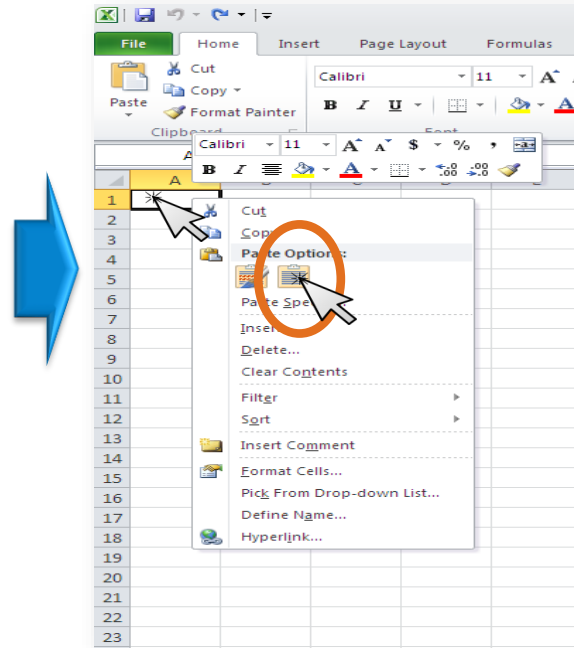 File Home Insert Page Layout Formulas
Cut
Calibri 11 A
Copy
Paste
Format Painter
B I U A
Calibri 11 A A $ % , a
B I A .00 .00
A
1
2
3
4
5
6
7
8
9
10
11
12
13
14
15
16
17
18
19
20
21
22
23
Cut
Paste Options:
Delete...
Clear Contents
Filter
Sort
Insert Comment
Format Cells...
Pick From Drop-down List...
Define Name...
Hyperlink...